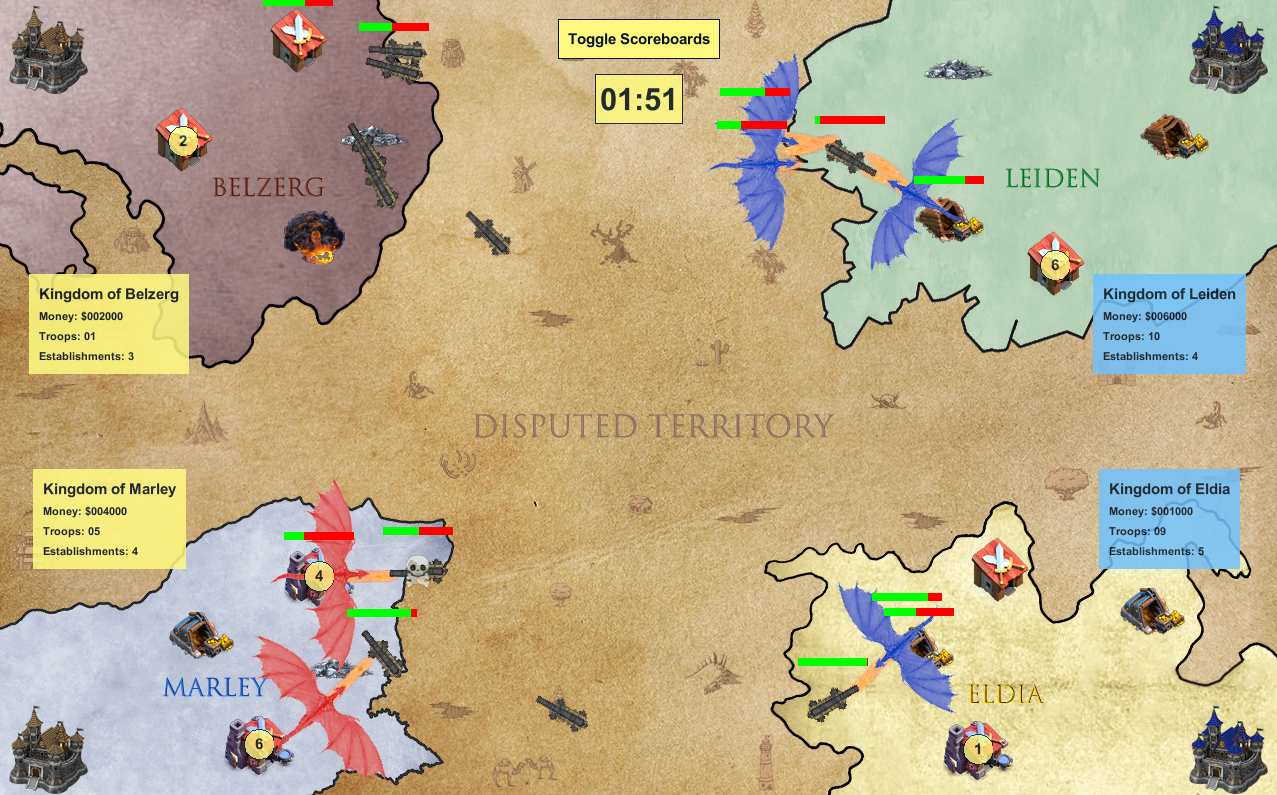 Toggle Scoreboards
01:51
2
BELZERG
LEIDEN
6
Kingdom of Belzerg
Money: $002000
Troops: 01
Establishments: 3
Kingdom of Leiden
Money: $006000
Troops: 10
Establishments: 4
DISPUTED TERRITORY
Kingdom of Marley
Money: $004000
Troops: 05
Establishments: 4
Kingdom of Eldia
Money: $001000
Troops: 09
Establishments: 5
4
MARLEY
ELDIA
6
1